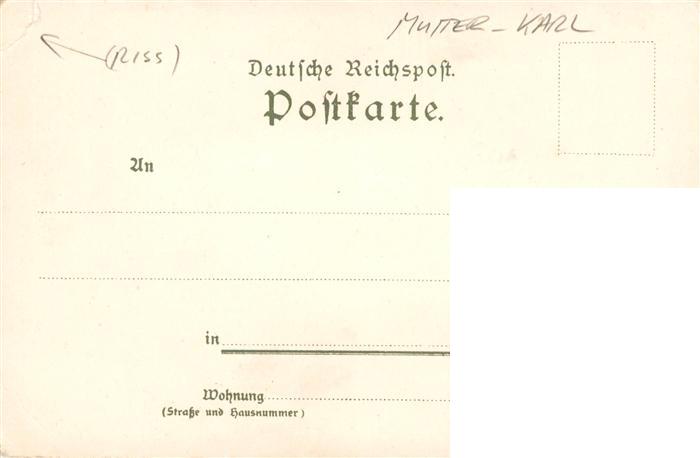 MUTTER - KARL
(RISS)
Deutſche Reichspoſt.
Poſtkarte.
An
in
Wohnung
(Straße und Hausnummer)